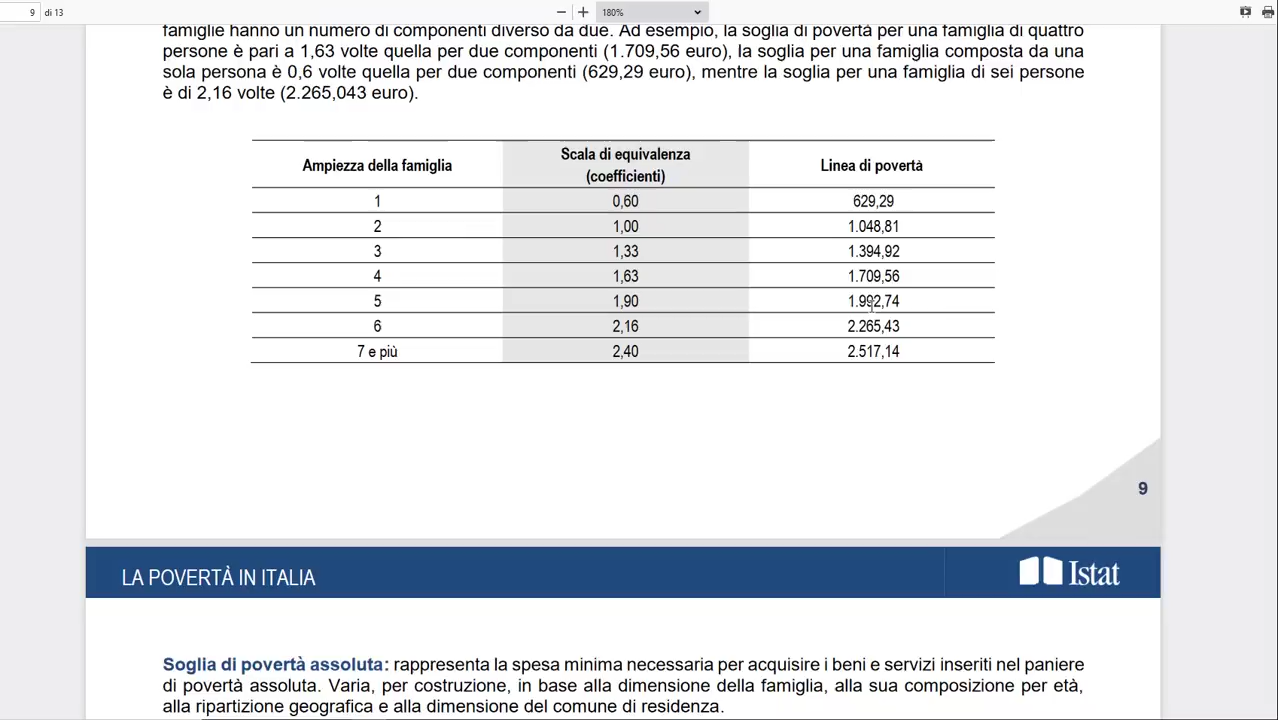 9 di 13 180%
famiglie hanno un numero di componenti diverso da due. Ad esempio, la soglia di povertà per una famiglia di quattro
persone è pari a 1,63 volte quella per due componenti (1.709,56 euro), la soglia per una famiglia composta da una
sola persona è 0,6 volte quella per due componenti (629,29 euro), mentre la soglia per una famiglia di sei persone
è di 2,16 volte (2.265,043 euro).
Ampiezza della famiglia Scala di equivalenza (coefficienti) Linea di povertà
1 0,60 629,29
2 1,00 1.048,81
3 1,33 1.394,92
4 1,63 1.709,56
5 1,90 1.992,74
6 2,16 2.265,43
7 e più 2,40 2.517,14
9
LA POVERTÀ IN ITALIA Istat
Soglia di povertà assoluta: rappresenta la spesa minima necessaria per acquisire i beni e servizi inseriti nel paniere
di povertà assoluta. Varia, per costruzione, in base alla dimensione della famiglia, alla sua composizione per età,
alla ripartizione geografica e alla dimensione del comune di residenza.